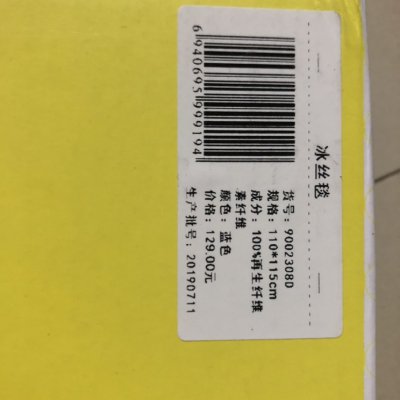 冰丝毯
货号：9002308D
规格：110*115cm
成分：100%再生纤维
素纤维
颜色：蓝色
价格：129.00元
生产批号：20190711
6940695999194